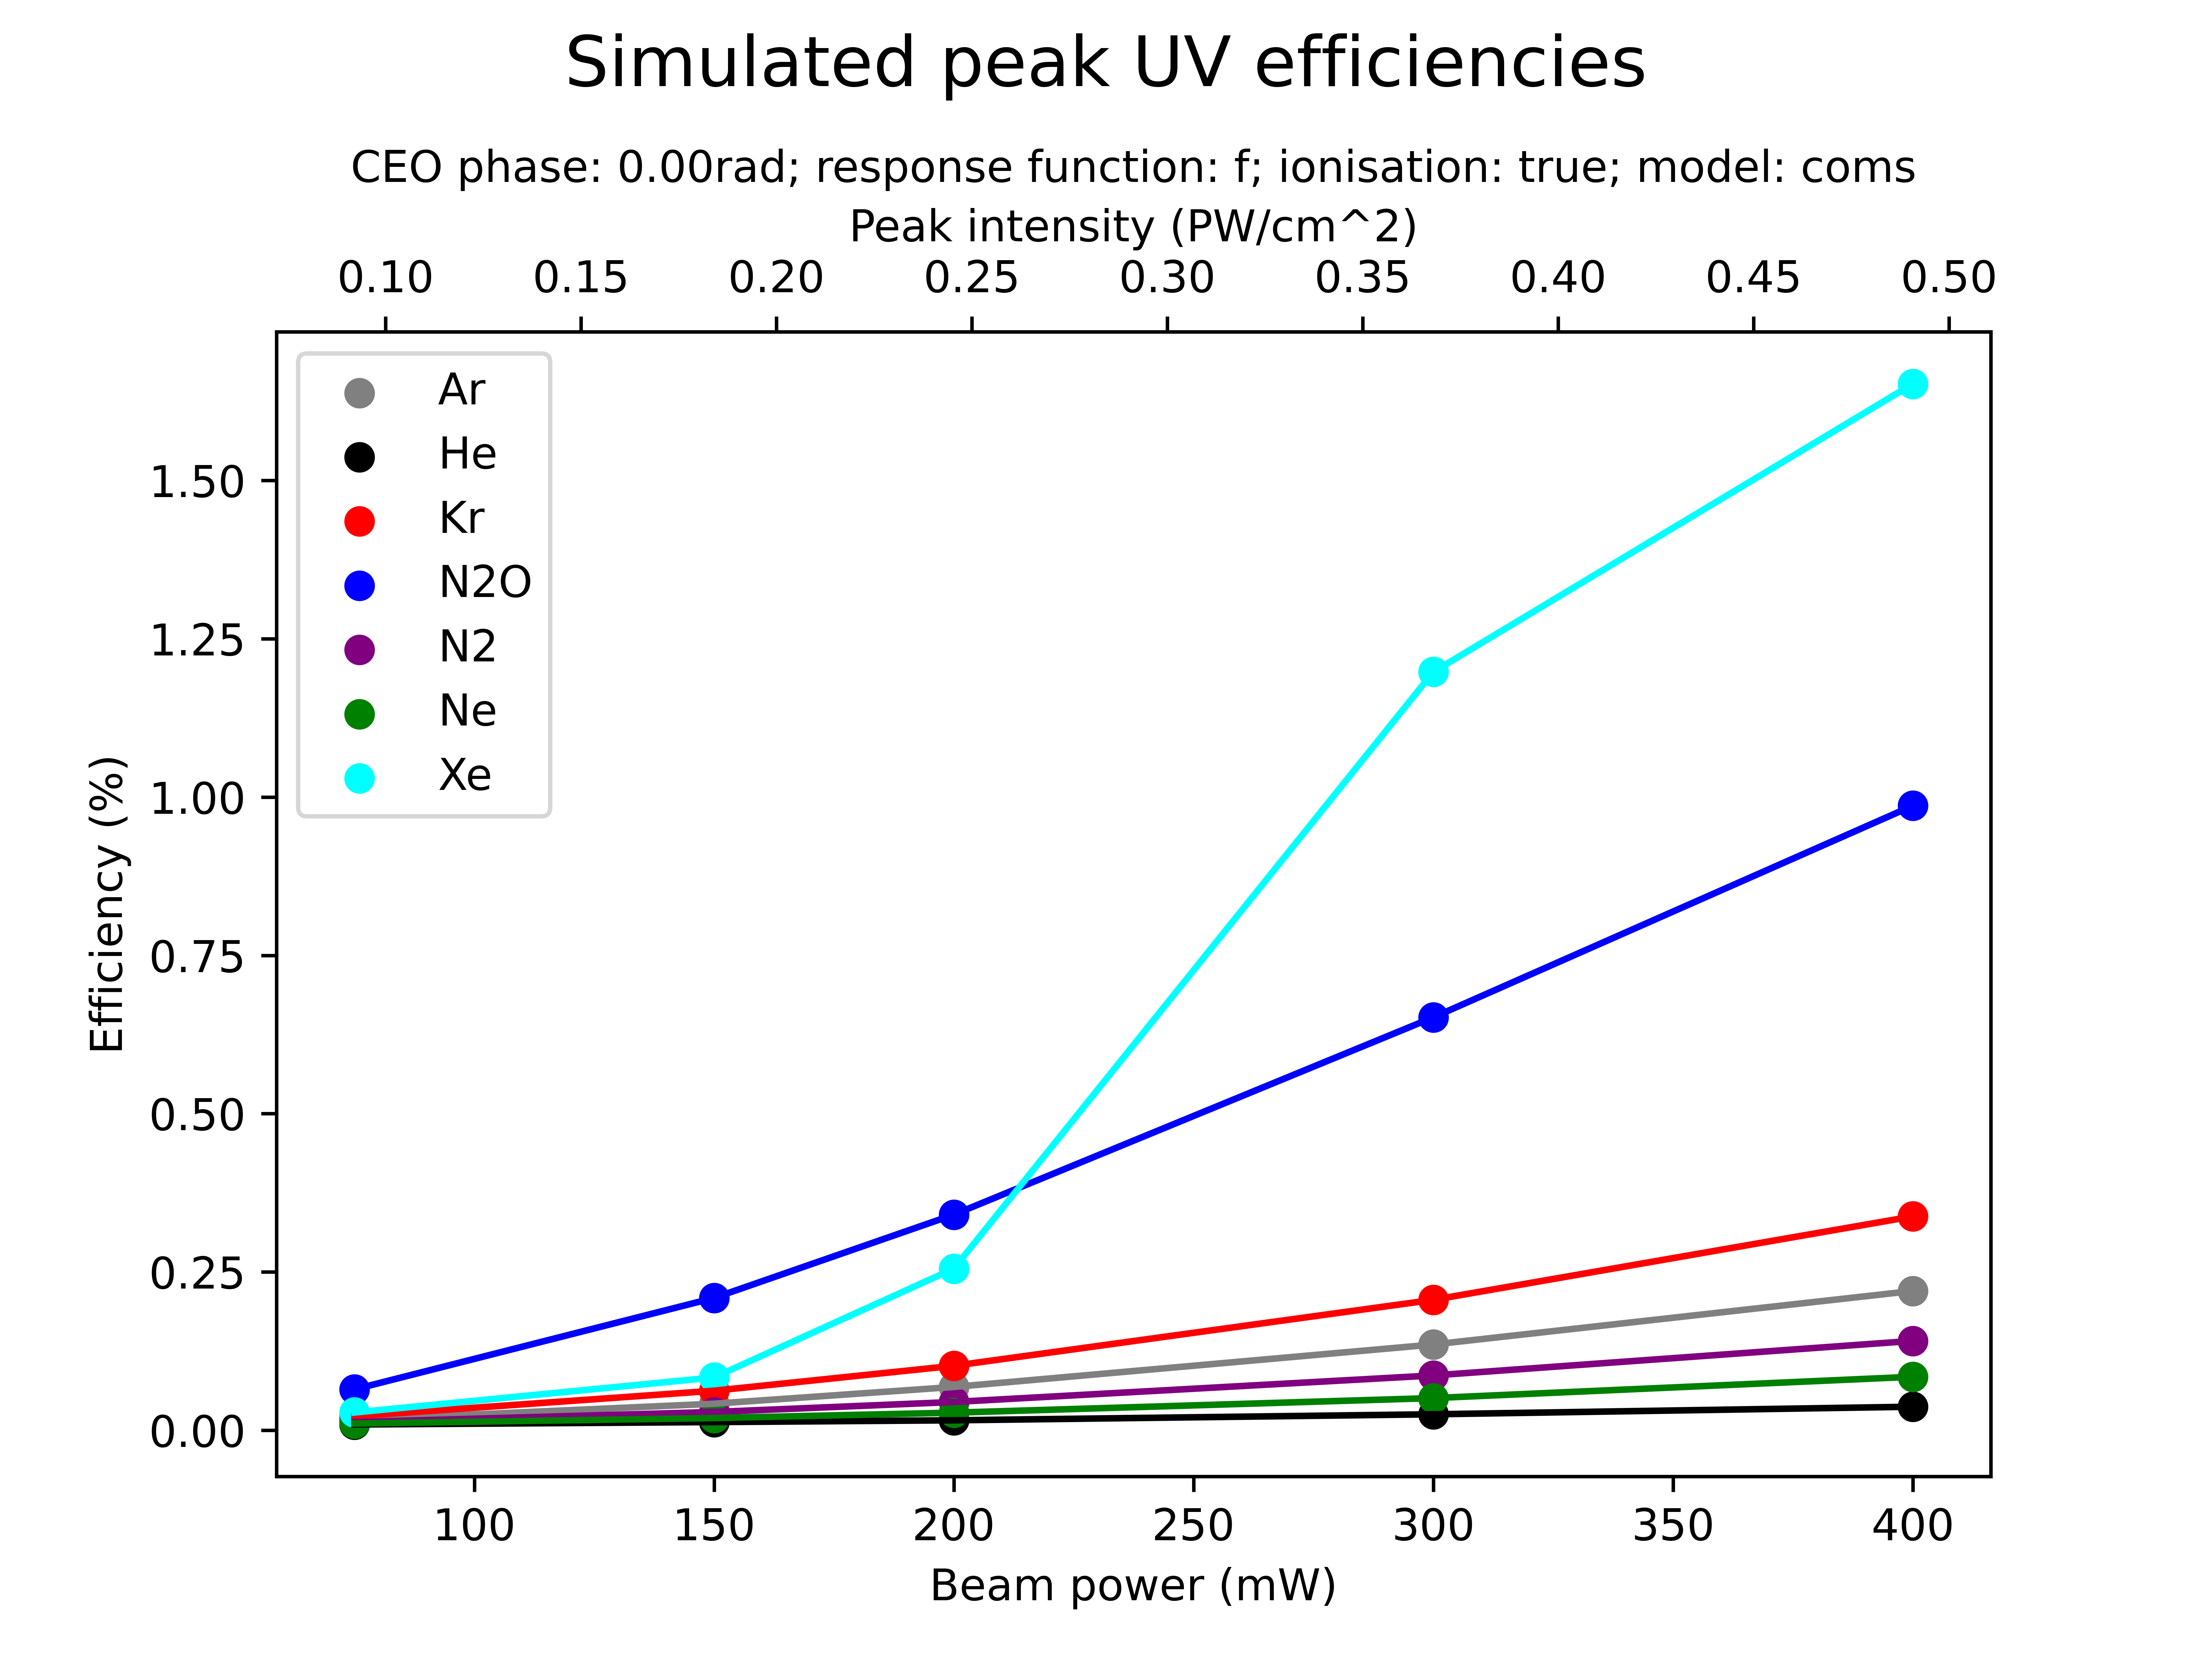 Simulated peak UV efficiencies
CEO phase: 0.00rad; response function: f; ionisation: true; model: coms
Peak intensity (PW/cm^2)
0.10 0.15 0.20 0.25 0.30 0.35 0.40 0.45 0.50
Ar
He
Kr
N2O
N2
Ne
Xe
Efficiency (%)
1.50
1.25
1.00
0.75
0.50
0.25
0.00
100 150 200 250 300 350 400
Beam power (mW)